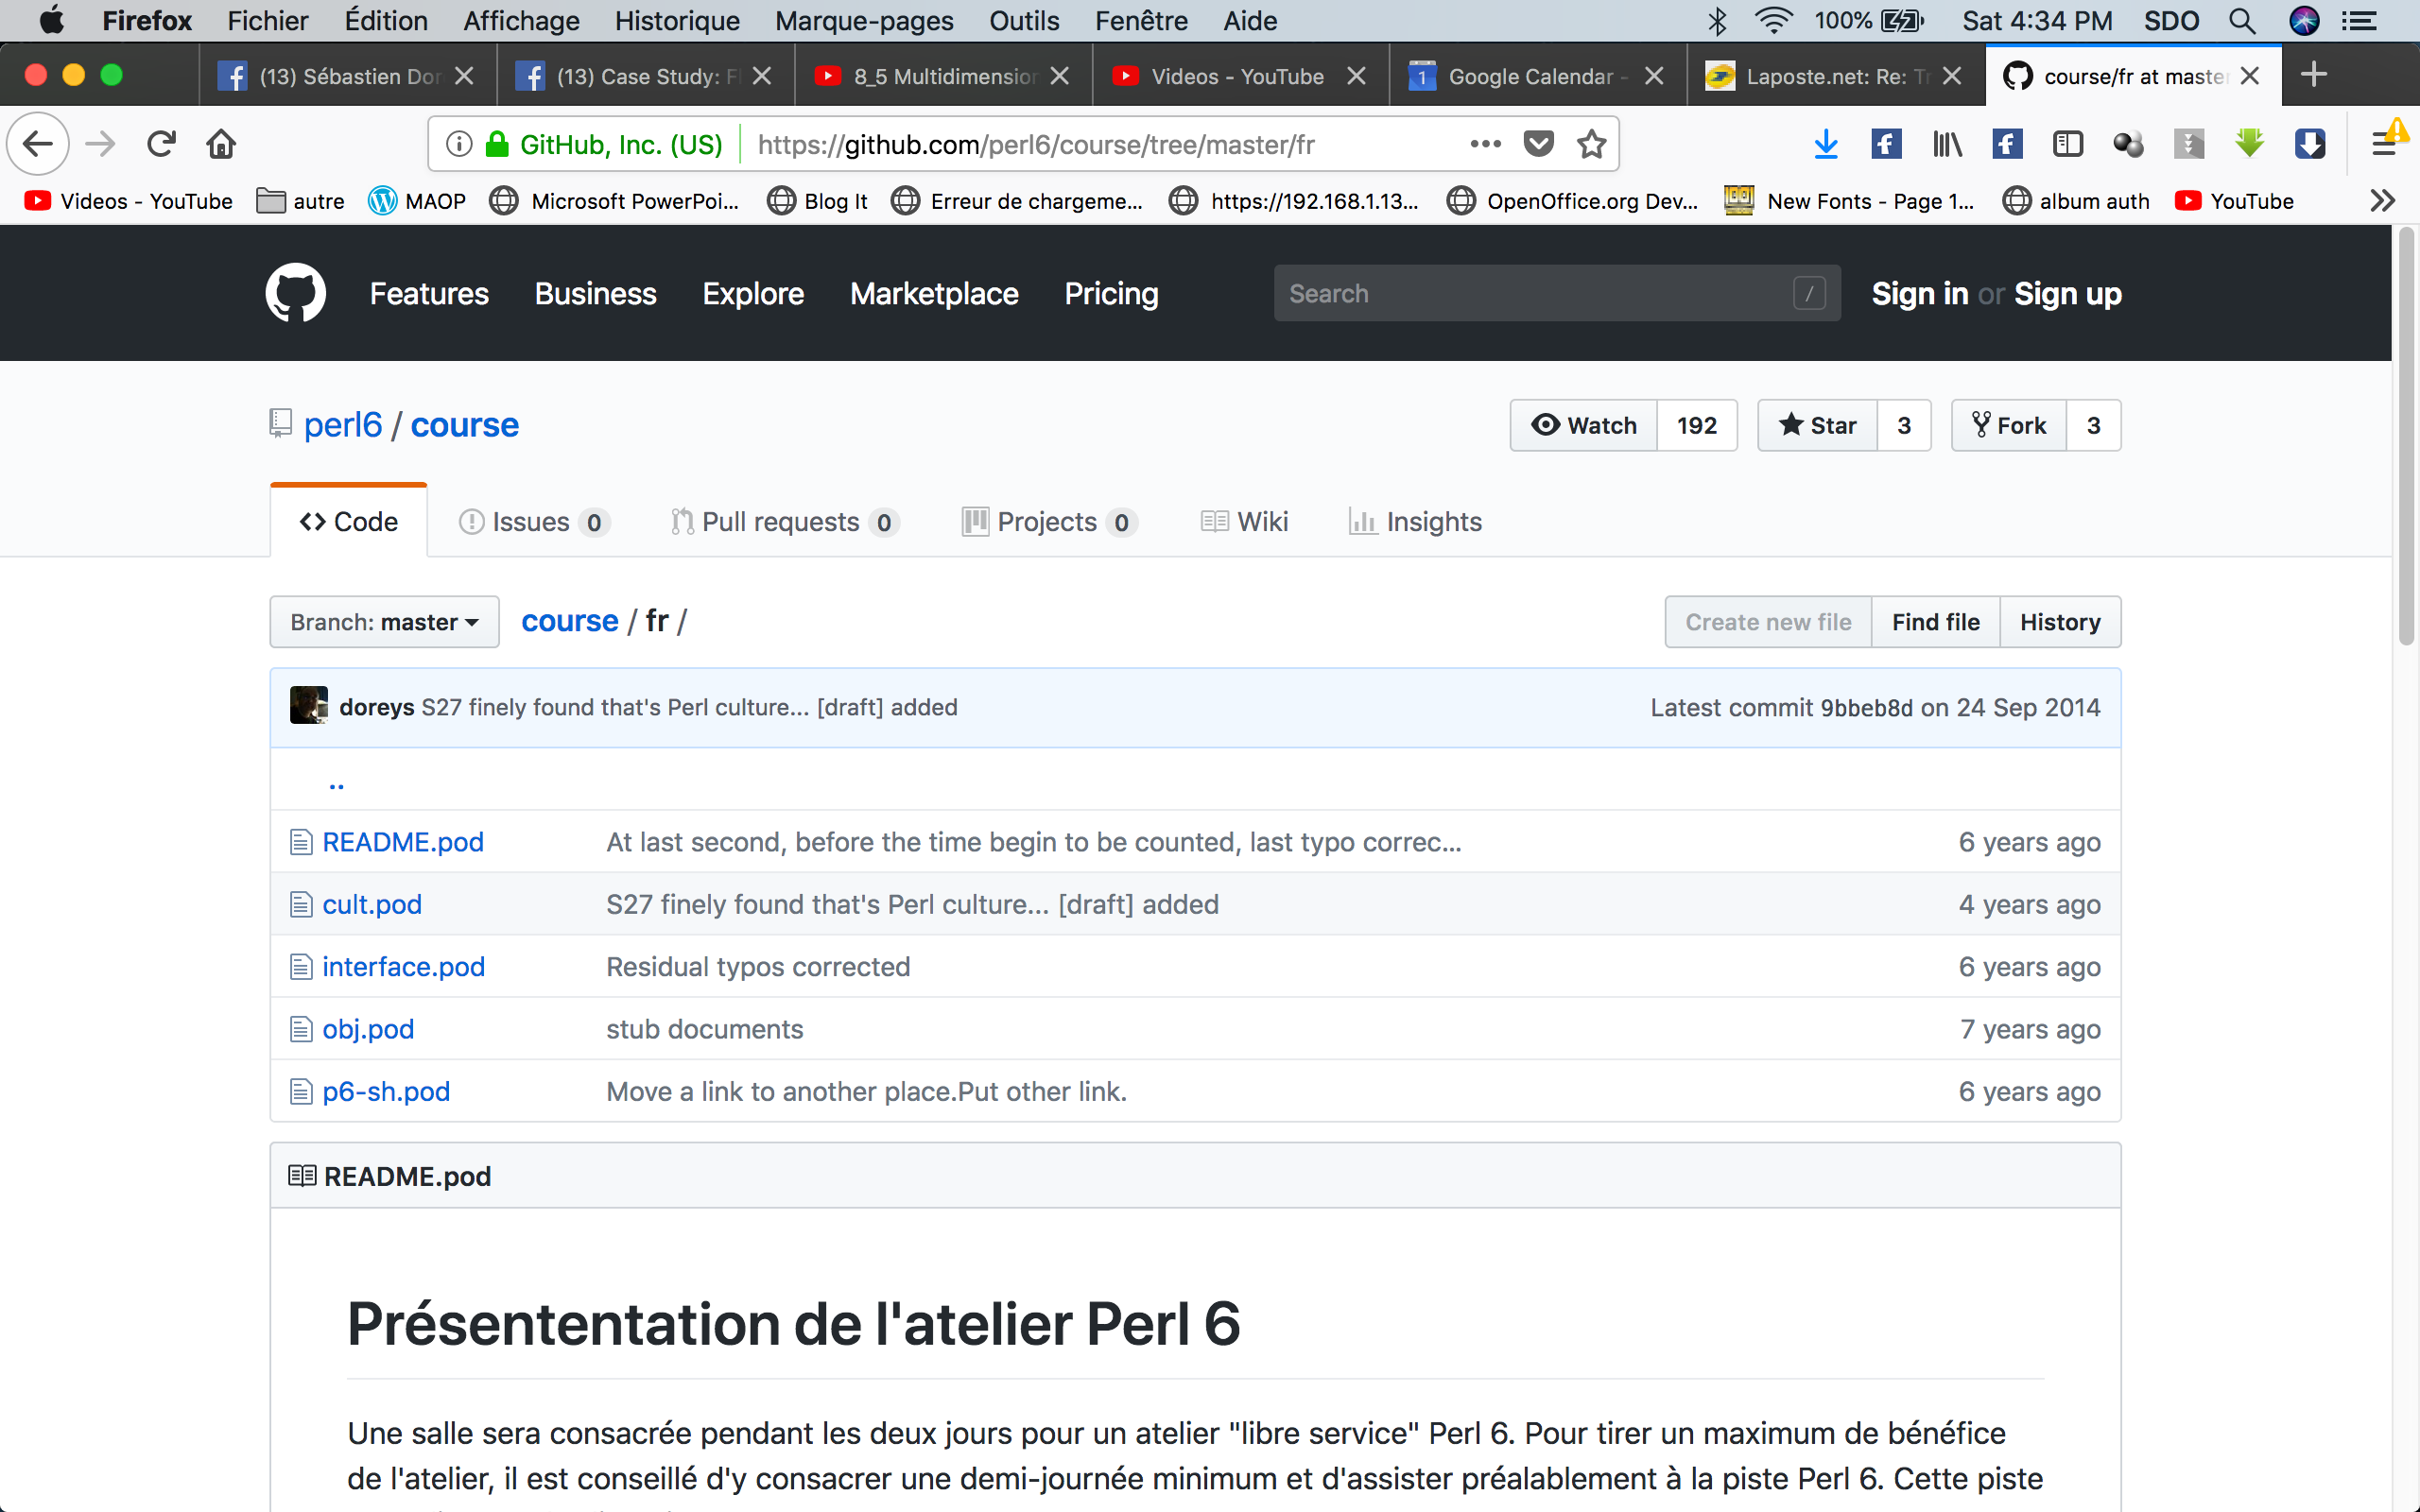 Firefox Fichier Édition Affichage Historique Marque-pages Outils Fenêtre Aide 100% Sat 4:34 PM SDO
(13) Sébastien Dor (13) Case Study: 8_5 Multidimension Videos - YouTube Google Calendar - Laposte.net: Re: Tr course/fr at master
GitHub, Inc. (US) https://github.com/perl6/course/tree/master/fr
Videos - YouTube autre MAOP Microsoft PowerPoi... Blog It Erreur de chargeme... https://192.168.1.13... OpenOffice.org Dev... New Fonts - Page 1... album auth YouTube
Features Business Explore Marketplace Pricing Search / Sign in or Sign up
perl6 / course Watch 192 Star 3 Fork 3
Code Issues 0 Pull requests 0 Projects 0 Wiki Insights
Branch: master course / fr / Create new file Find file History
doreys S27 finely found that's Perl culture... [draft] added Latest commit 9bbeb8d on 24 Sep 2014
..
README.pod At last second, before the time begin to be counted, last typo correc... 6 years ago
cult.pod S27 finely found that's Perl culture... [draft] added 4 years ago
interface.pod Residual typos corrected 6 years ago
obj.pod stub documents 7 years ago
p6-sh.pod Move a link to another place.Put other link. 6 years ago
README.pod
Présententation de l'atelier Perl 6
Une salle sera consacrée pendant les deux jours pour un atelier "libre service" Perl 6. Pour tirer un maximum de bénéfice
de l'atelier, il est conseillé d'y consacrer une demi-journée minimum et d'assister préalablement à la piste Perl 6. Cette piste